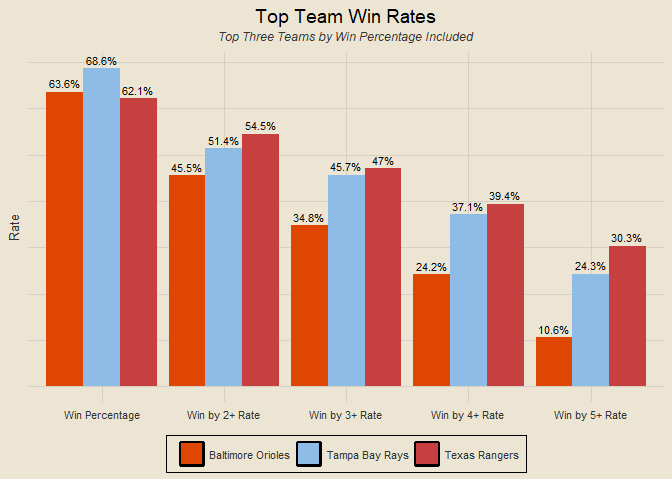 Top Team Win Rates
Top Three Teams by Win Percentage Included
Rate
63.6% 68.6% 62.1%
45.5% 51.4% 54.5%
34.8% 45.7% 47%
24.2% 37.1% 39.4%
10.6% 24.3% 30.3%
Win Percentage Win by 2+ Rate Win by 3+ Rate Win by 4+ Rate Win by 5+ Rate
Baltimore Orioles Tampa Bay Rays Texas Rangers